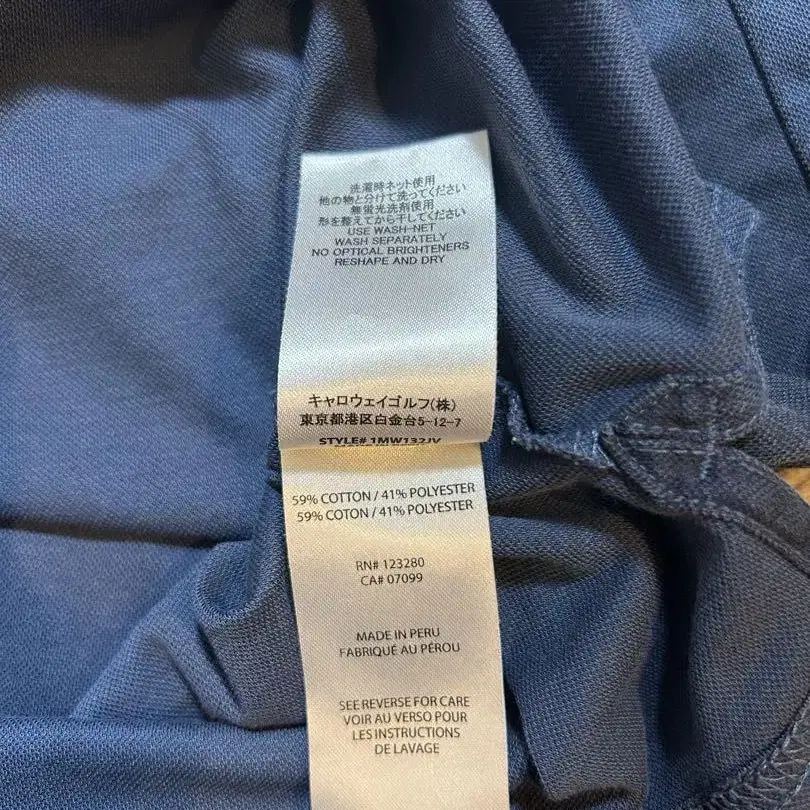 洗濯時ネット使用
他の物と分けて洗ってください
無蛍光洗剤使用
形を整えてから干してください
USE WASH-NET
WASH SEPARATELY
NO OPTICAL BRIGHTENERS
RESHAPE AND DRY
キャロウェイゴルフ(株)
東京都港区白金台5-12-7
STYLE# 1MW132JV
59% COTTON / 41% POLYESTER
59% COTON / 41% POLYESTER
RN# 123280
CA# 07099
MADE IN PERU
FABRIQUÉ AU PÉROU
SEE REVERSE FOR CARE
VOIR AU VERSO POUR
LES INSTRUCTIONS
DE LAVAGE